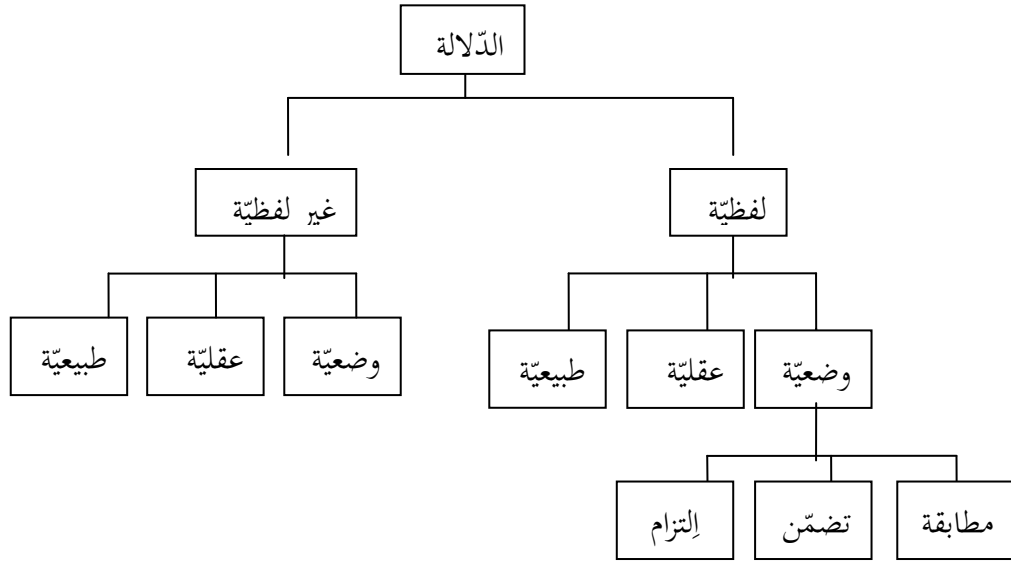 الدّلالة
لفظيّة
غير لفظيّة
وضعيّة
عقليّة
طبيعيّة
وضعيّة
عقليّة
طبيعيّة
مطابقة
تضمّن
اِلتزام